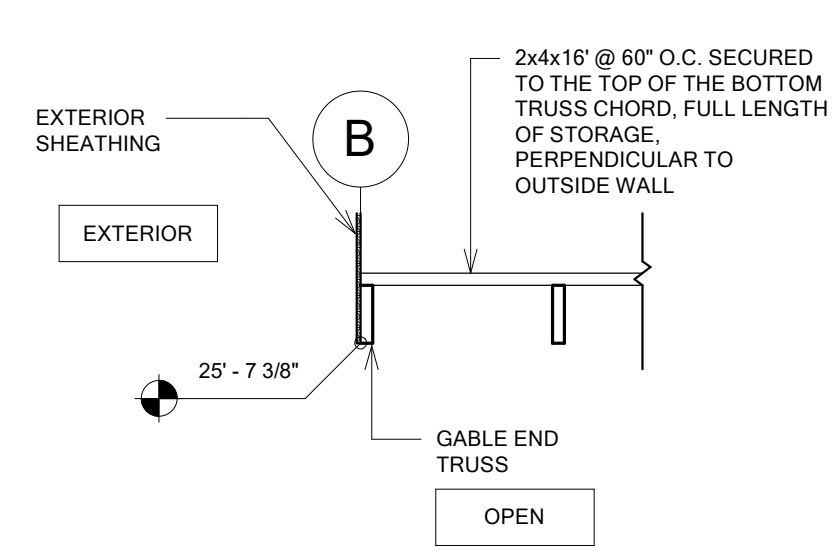 2x4x16' @ 60" O.C. SECURED
TO THE TOP OF THE BOTTOM
TRUSS CHORD, FULL LENGTH
OF STORAGE,
PERPENDICULAR TO
OUTSIDE WALL
EXTERIOR
SHEATHING
B
EXTERIOR
25' - 7 3/8"
GABLE END
TRUSS
OPEN